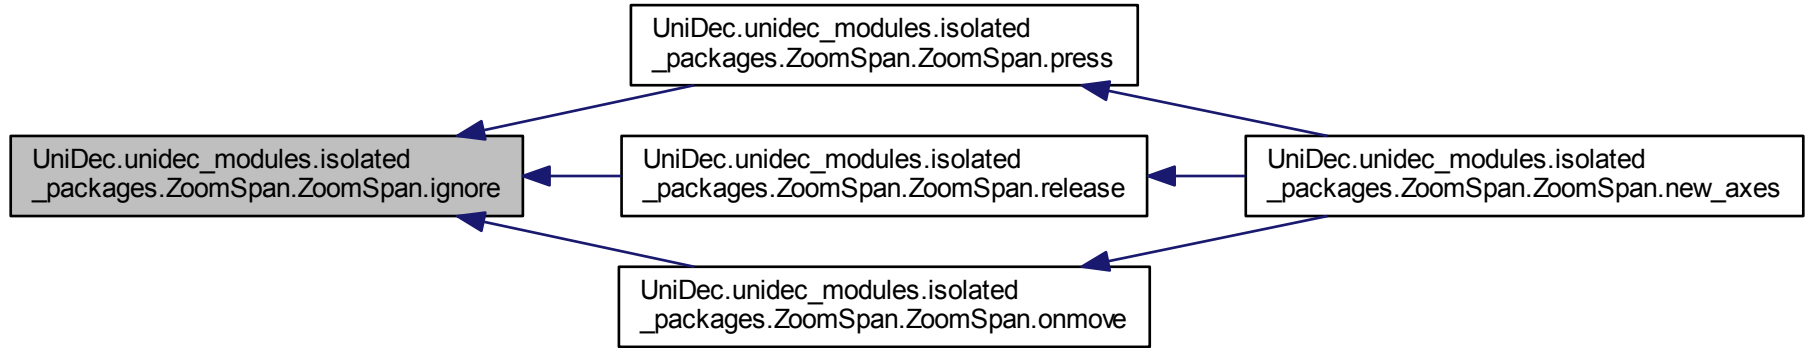 UniDec.unidec_modules.isolated
_packages.ZoomSpan.ZoomSpan.press
UniDec.unidec_modules.isolated
_packages.ZoomSpan.ZoomSpan.ignore
UniDec.unidec_modules.isolated
_packages.ZoomSpan.ZoomSpan.release
UniDec.unidec_modules.isolated
_packages.ZoomSpan.ZoomSpan.new_axes
UniDec.unidec_modules.isolated
_packages.ZoomSpan.ZoomSpan.onmove